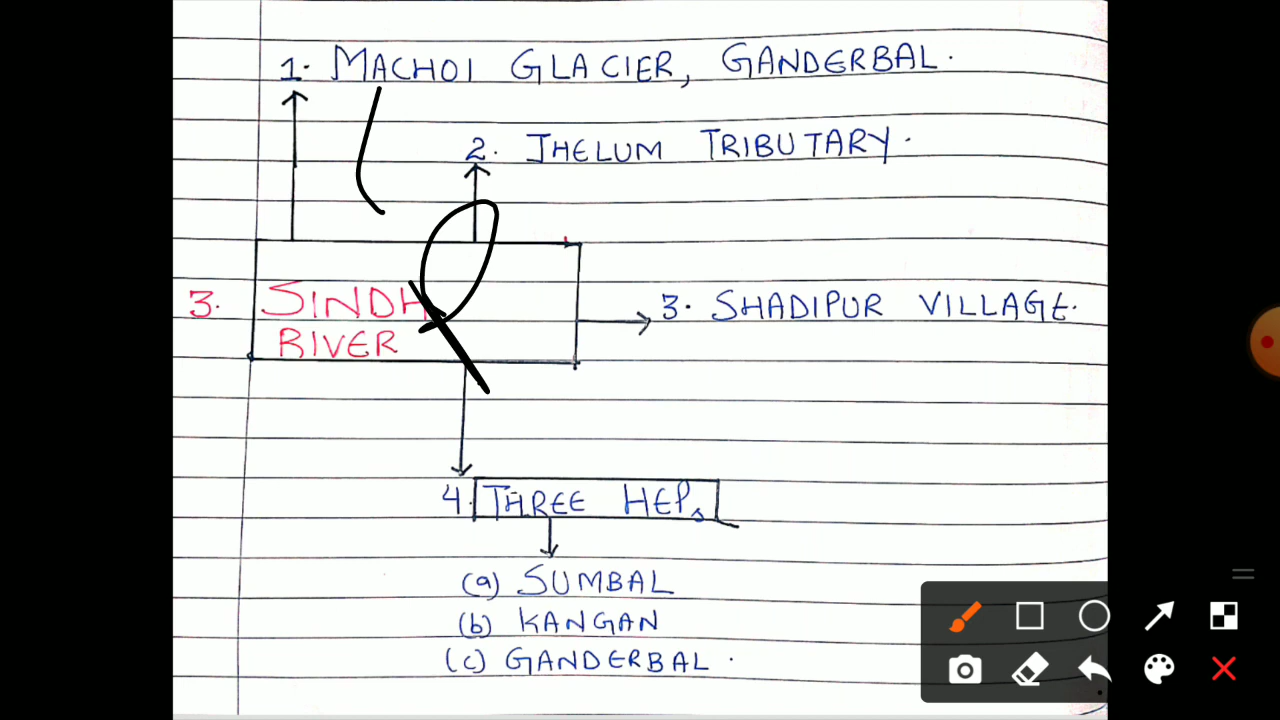 1. MACHOI GLACIER, GANDERBAL.
2. JHELUM TRIBUTARY.
3. SINDH RIVER
3. SHADIPUR VILLAGE.
4. THREE HEPs
(a) SUMBAL
(b) KANGAN
(c) GANDERBAL.